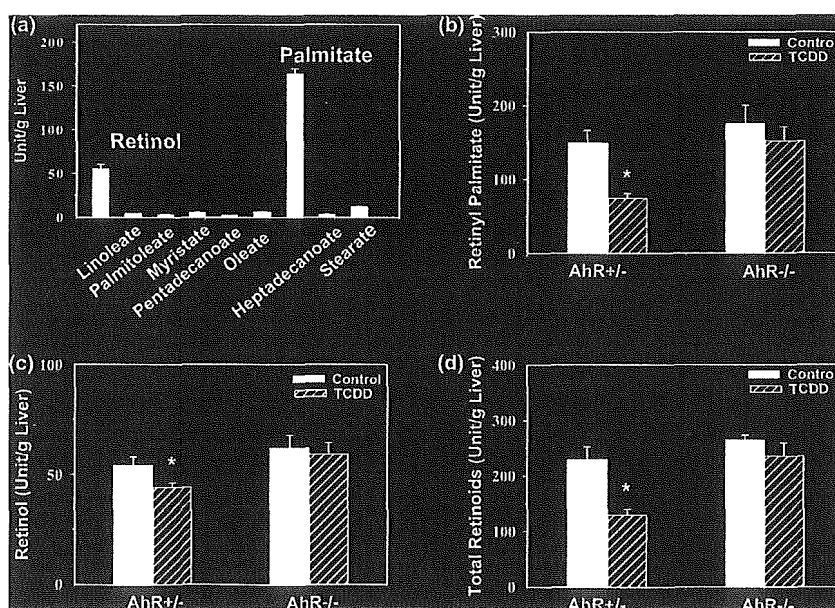 (a)
200
150
100
50
0
Unit/g Liver
Retinol
Palmitate
Linoleate
Palmitoleate
Myristate
Pentadecanoate
Oleate
Heptadecanoate
Stearate
(b)
Control
TCDD
300
200
100
0
Retinyl Palmitate (Unit/g Liver)
*
AhR+/-
AhR-/-
(c)
Control
TCDD
100
50
0
Retinol (Unit/g Liver)
*
AhR+/-
AhR-/-
(d)
Contro
TCDD
400
300
200
100
0
Total Retinoids (Unit/g Liver)
*
AhR+/-
AhR-/-